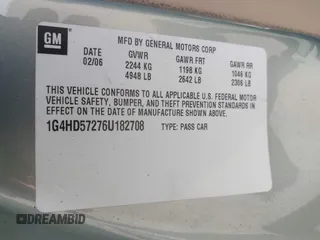 GM
MFD BY GENERAL MOTORS CORP
DATE GVWR GAWR FRT GAWR RR
02/06 2244 KG 1198 KG 1046 KG
4948 LB 2642 LB 2306 LB
THIS VEHICLE CONFORMS TO ALL APPLICABLE U.S. FEDERAL MOTOR
VEHICLE SAFETY, BUMPER, AND THEFT PREVENTION STANDARDS IN
EFFECT ON THE DATE OF MANUFACTURE SHOWN ABOVE.
1G4HD57276U182708 TYPE: PASS CAR
DREAMBID